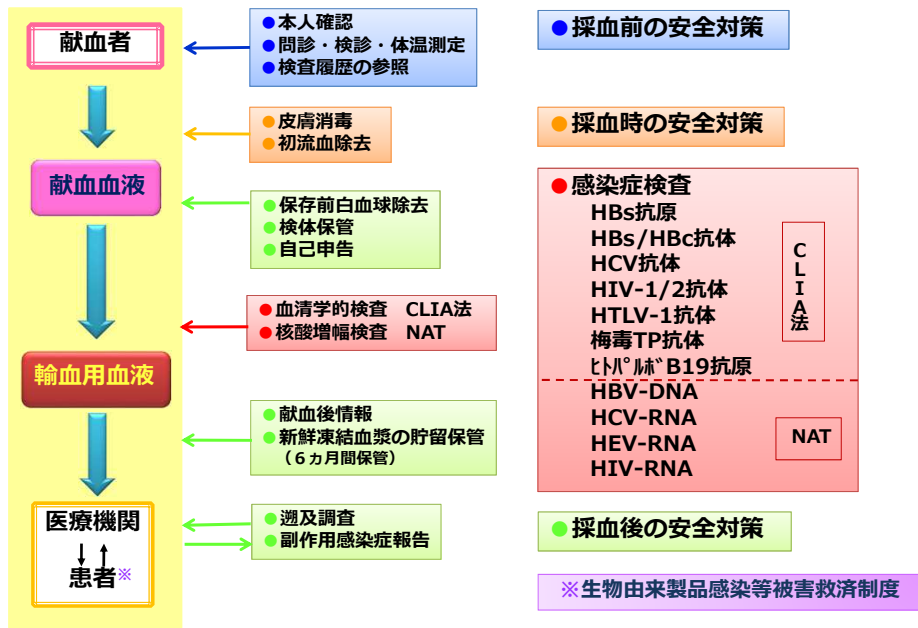 献血者
●本人確認
●問診・検診・体温測定
●検査履歴の参照
●採血前の安全対策
●皮膚消毒
●初流血除去
●採血時の安全対策
献血血液
●保存前白血球除去
●検体保管
●自己申告
●血清学的検査　CLIA法
●核酸増幅検査　NAT
●感染症検査
HBs抗原
HBs/HBc抗体
HCV抗体
HIV-1/2抗体
HTLV-1抗体
梅毒TP抗体
ﾋﾄﾊﾟﾙﾎﾞB19抗原
CLIA法
HBV-DNA
HCV-RNA
HEV-RNA
HIV-RNA
NAT
輸血用血液
●献血後情報
●新鮮凍結血漿の貯留保管
（６ヵ月間保管）
医療機関
患者※
●遡及調査
●副作用感染症報告
●採血後の安全対策
※生物由来製品感染等被害救済制度